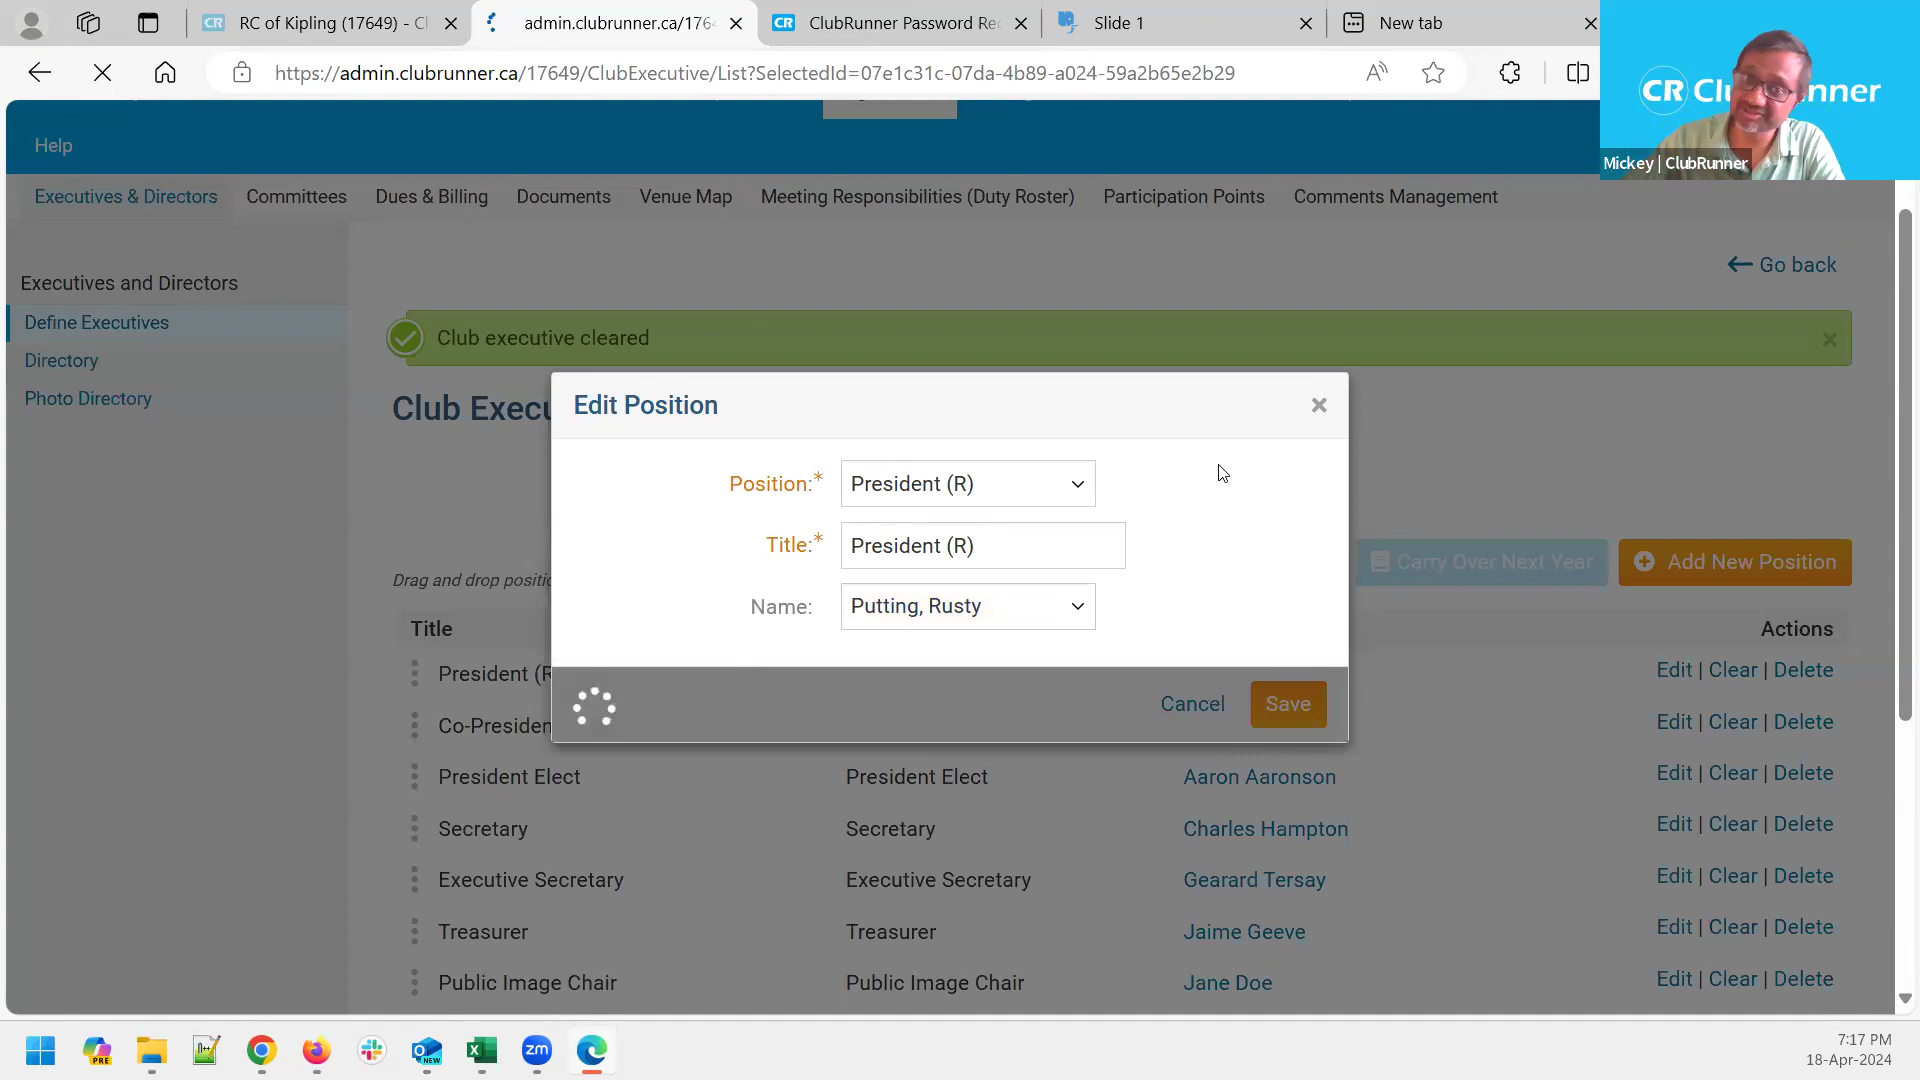 RC of Kipling (17649) - Cl
admin.clubrunner.ca/1764
CR
ClubRunner Password Rec
Slide 1
New tab
https://admin.clubrunner.ca/17649/ClubExecutive/List?SelectedId=07e1c31c-07da-4b89-a024-59a2b65e2b29
Mickey | ClubRunner
Help
Executives & Directors
Committees
Dues & Billing
Documents
Venue Map
Meeting Responsibilities (Duty Roster)
Participation Points
Comments Management
Executives and Directors
Define Executives
Directory
Photo Directory
Go back
Club executive cleared
Club Execu
Edit Position
Position:*
President (R)
Title:*
President (R)
Name:
Putting, Rusty
Cancel
Save
Drag and drop positio
Carry Over Next Year
Add New Position
Title
Actions
President (R
Edit | Clear | Delete
Co-Presiden
Edit | Clear | Delete
President Elect
President Elect
Aaron Aaronson
Edit | Clear | Delete
Secretary
Secretary
Charles Hampton
Edit | Clear | Delete
Executive Secretary
Executive Secretary
Gearard Tersay
Edit | Clear | Delete
Treasurer
Treasurer
Jaime Geeve
Edit | Clear | Delete
Public Image Chair
Public Image Chair
Jane Doe
Edit | Clear | Delete
PRE
NEW
zm
7:17 PM
18-Apr-2024